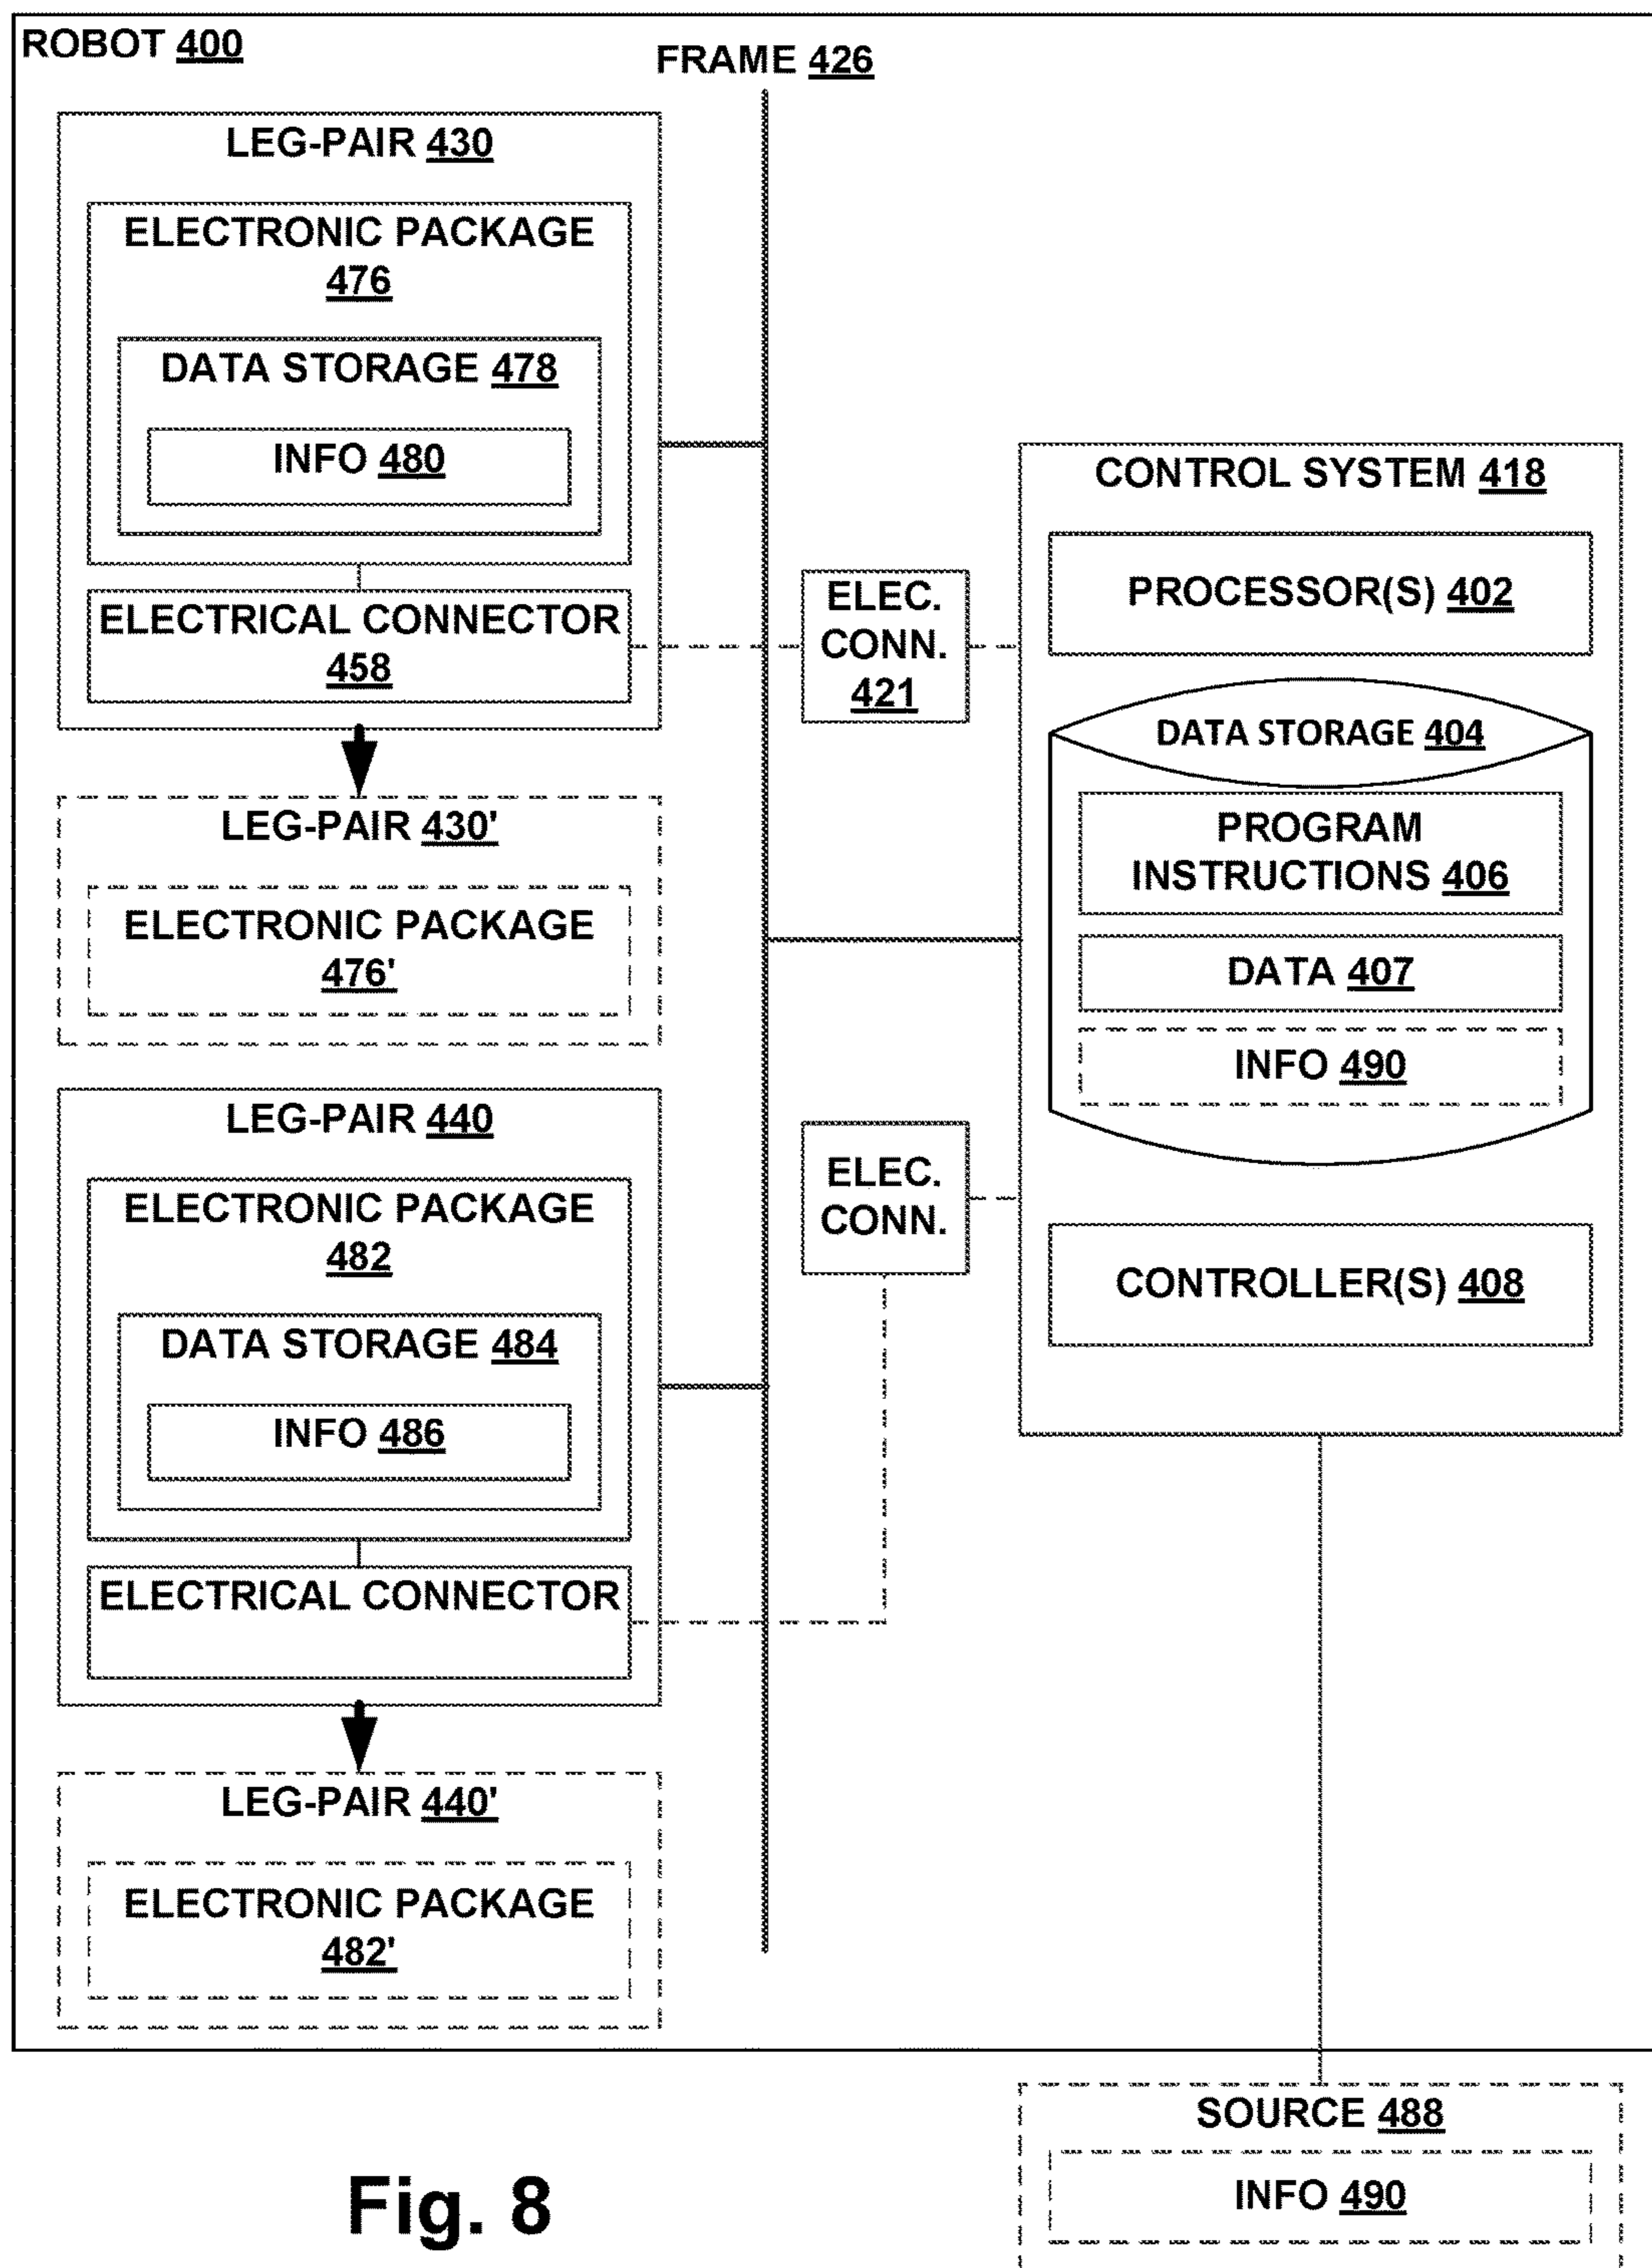 ROBOT 400
FRAME 426
LEG-PAIR 430
ELECTRONIC PACKAGE
476
DATA STORAGE 478
INFO 480
ELECTRICAL CONNECTOR
458
LEG-PAIR 430'
ELECTRONIC PACKAGE
476'
LEG-PAIR 440
ELECTRONIC PACKAGE
482
DATA STORAGE 484
INFO 486
ELECTRICAL CONNECTOR
LEG-PAIR 440'
ELECTRONIC PACKAGE
482'
ELEC.
CONN.
421
ELEC.
CONN.
CONTROL SYSTEM 418
PROCESSOR(S) 402
DATA STORAGE 404
PROGRAM
INSTRUCTIONS 406
DATA 407
INFO 490
CONTROLLER(S) 408
SOURCE 488
INFO 490
Fig. 8